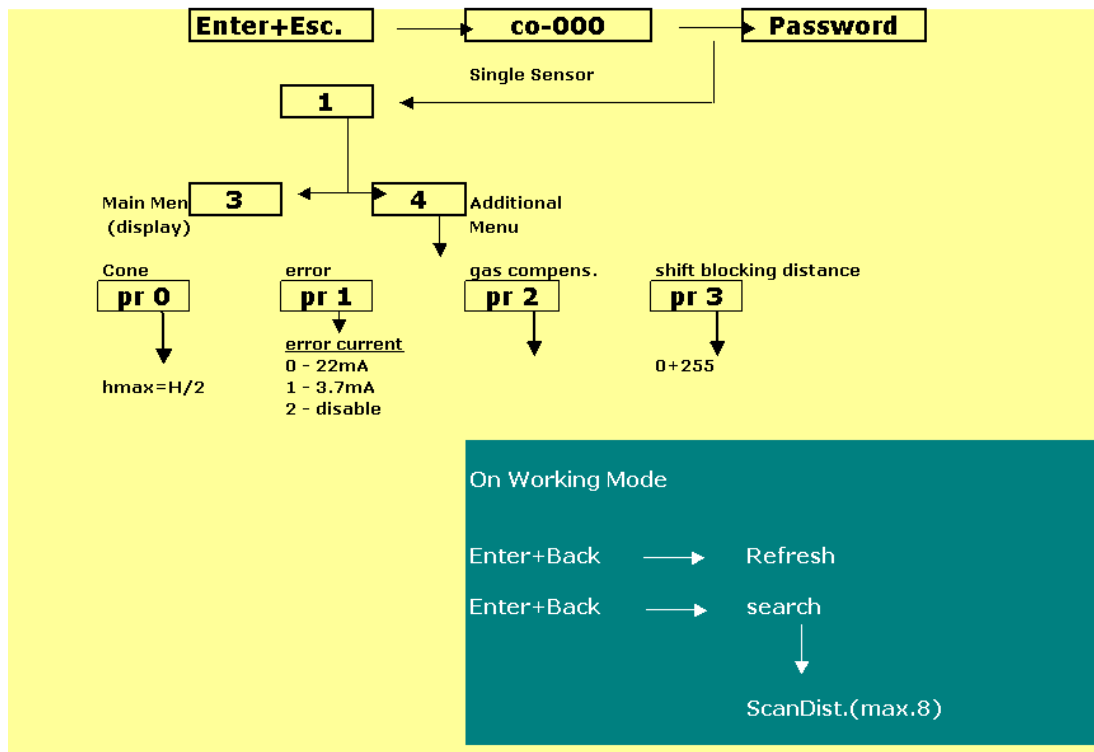 Enter+Esc. co-000 Password
Single Sensor
1
Main Men 3 4 Additional
(display) Menu
Cone error gas compens. shift blocking distance
pr 0 pr 1 pr 2 pr 3
error current
0 - 22mA 0+255
hmax=H/2 1 - 3.7mA
2 - disable
On Working Mode
Enter+Back Refresh
Enter+Back search
ScanDist.(max.8)